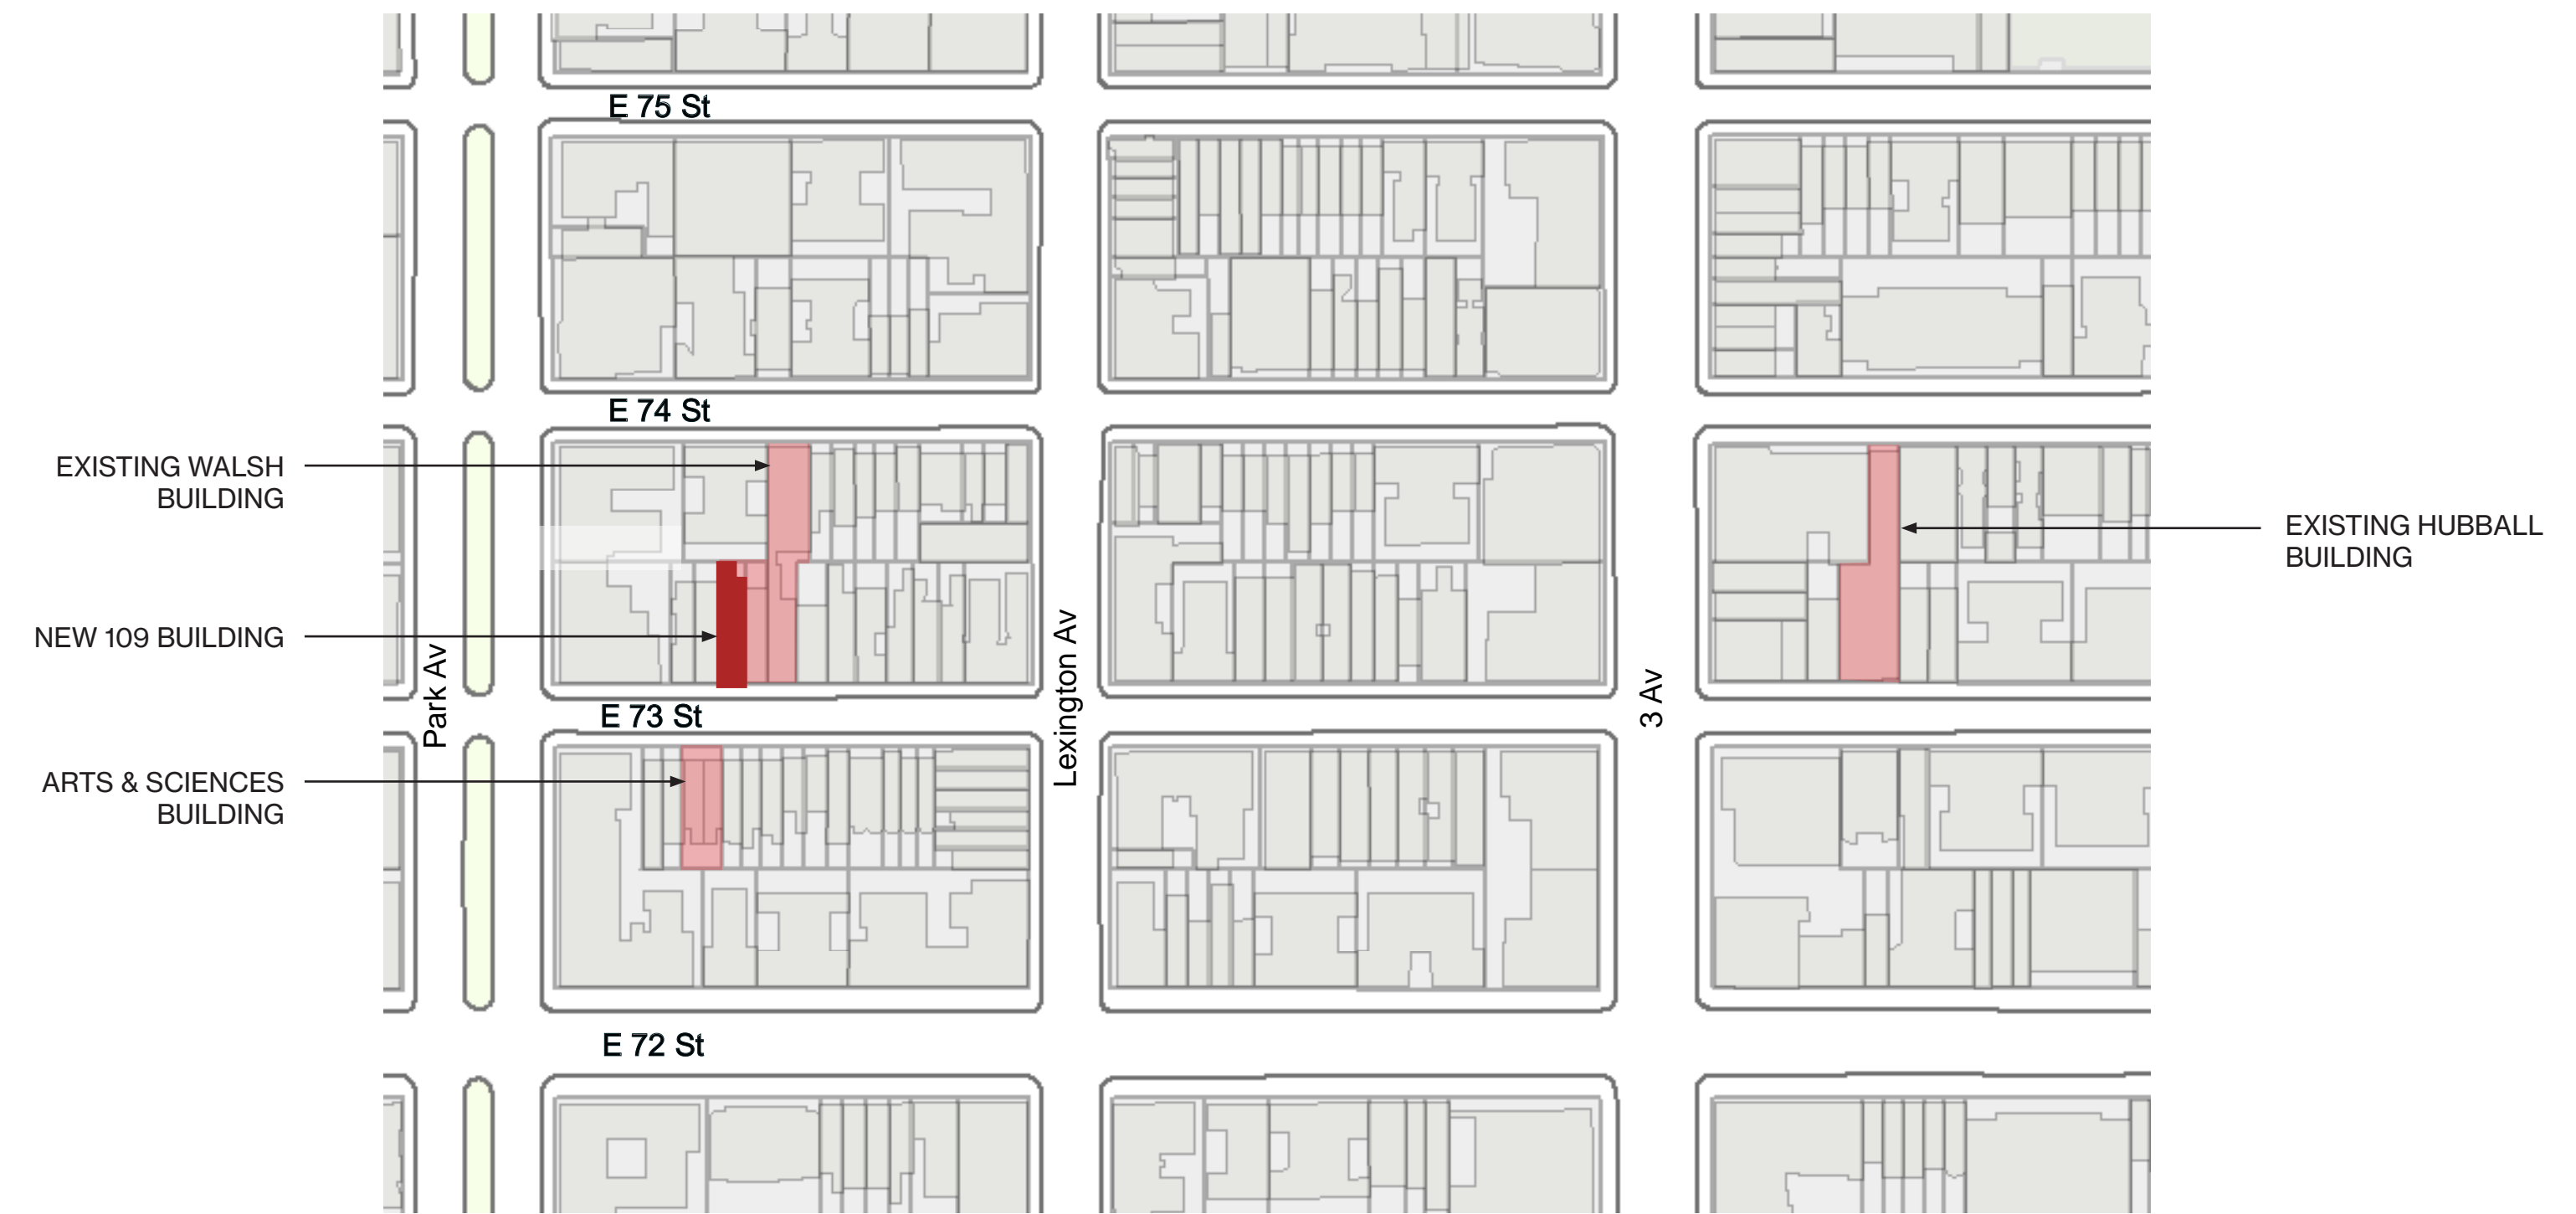 E 75 St
E 74 St
EXISTING WALSH
BUILDING
EXISTING HUBBALL
BUILDING
NEW 109 BUILDING
Park Av
Lexington Av
3 Av
E 73 St
ARTS & SCIENCES
BUILDING
E 72 St